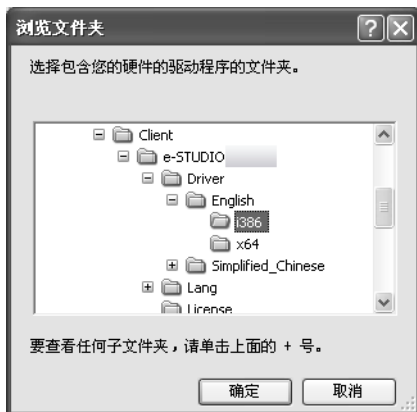 浏览文件夹
选择包含您的硬件的驱动程序的文件夹。
Client
e-STUDIO
Driver
English
i386
x64
Simplified_Chinese
Lang
License
要查看任何子文件夹，请单击上面的 + 号。
确定
取消